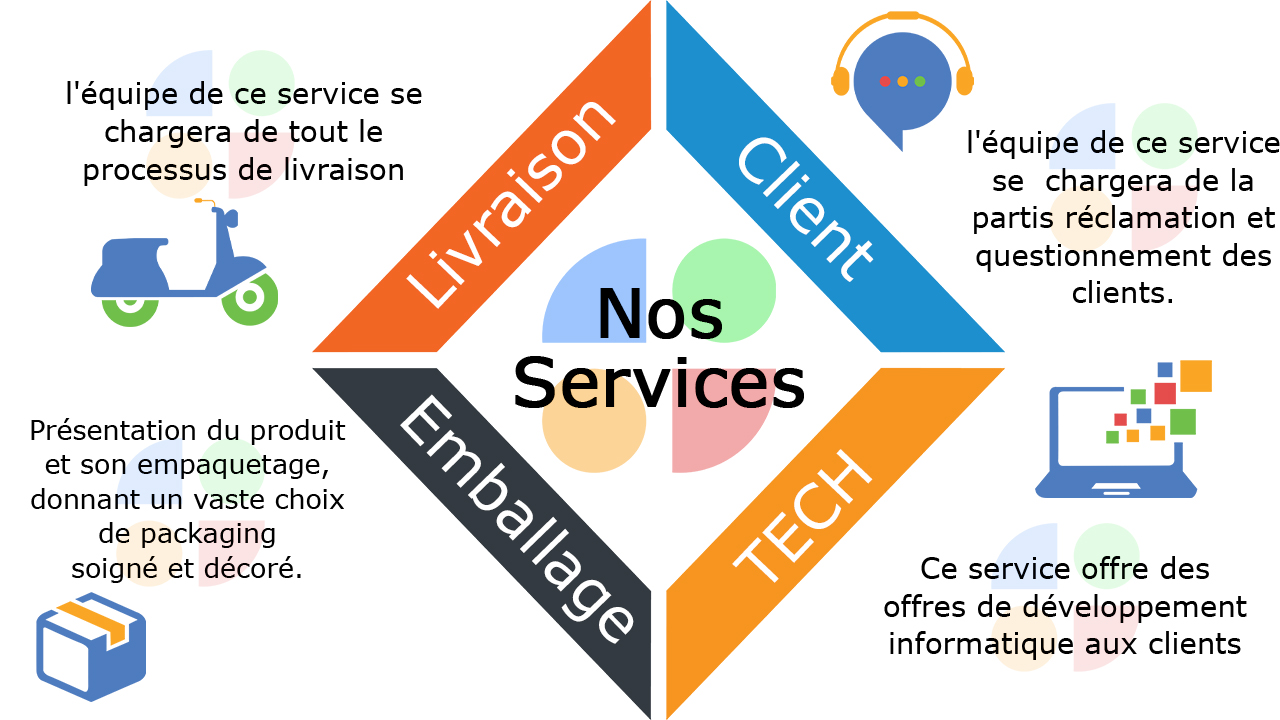 l'équipe de ce service se
chargera de tout le
processus de livraison
Livraison
Client
l'équipe de ce service
se  chargera de la
partis réclamation et
questionnement des
clients.
Nos
Services
Présentation du produit
et son empaquetage,
donnant un vaste choix
de packaging
soigné et décoré.
Emballage
TECH
Ce service offre des
offres de développement
informatique aux clients